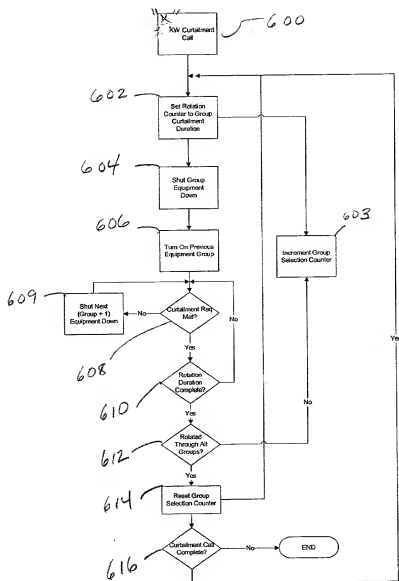 "X"
KW Curtailment
Call
600
602
Set Rotation
Counter to Group
Curtailment
Duration
604
Shut Group
Equipment
Down
606
Turn On Previous
Equipment Group
603
Increment Group
Selection Counter
609
Shut Next
(Group + 1)
Equipment Down
No
Curtailment Req
Met?
608
No
Yes
Yes
Rotation
Duration
Complete?
610
Yes
No
Rotated
Through All
Groups?
612
Yes
614
Reset Group
Selection Counter
Curtailment Call
Complete?
616
No
END